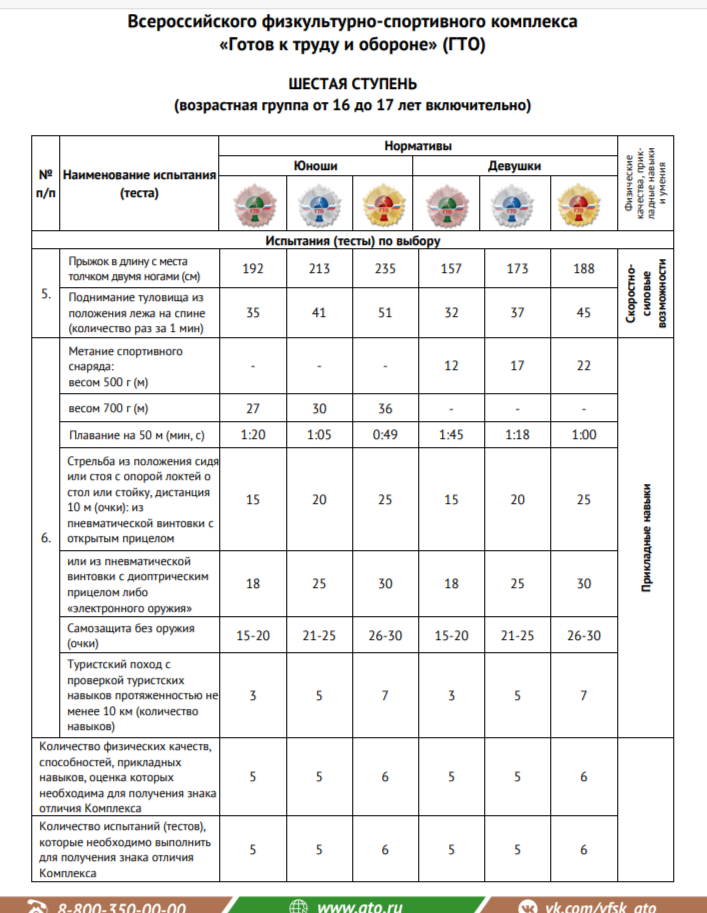 Всероссийского физкультурно-спортивного комплекса
«Готов к труду и обороне» (ГТО)
ШЕСТАЯ СТУПЕНЬ
(возрастная группа от 16 до 17 лет включительно)
№ п/п
Наименование испытания (теста)
Нормативы
Юноши
Девушки
Физические качества, прикладные навыки и умения
ГТО ГТО ГТО ГТО ГТО ГТО
Испытания (тесты) по выбору
5.
Прыжок в длину с места
толчком двумя ногами (см)
192 213 235 157 173 188
Поднимание туловища из
положения лежа на спине
(количество раз за 1 мин)
35 41 51 32 37 45
Скоростно-
силовые
возможности
6.
Метание спортивного
снаряда:
весом 500 г (м)
- - - 12 17 22
весом 700 г (м)
27 30 36 - - -
Плавание на 50 м (мин, с)
1:20 1:05 0:49 1:45 1:18 1:00
Стрельба из положения сидя
или стоя с опорой локтей о
стол или стойку, дистанция
10 м (очки): из
пневматической винтовки с
открытым прицелом
15 20 25 15 20 25
или из пневматической
винтовки с диоптрическим
прицелом либо
«электронного оружия»
18 25 30 18 25 30
Самозащита без оружия
(очки)
15-20 21-25 26-30 15-20 21-25 26-30
Туристский поход с
проверкой туристских
навыков протяженностью не
менее 10 км (количество
навыков)
3 5 7 3 5 7
Прикладные навыки
Количество физических качеств,
способностей, прикладных
навыков, оценка которых
необходима для получения знака
отличия Комплекса
5 5 6 5 5 6
Количество испытаний (тестов),
которые необходимо выполнить
для получения знака отличия
Комплекса
5 5 6 5 5 6
8-800-350-00-00 www.gto.ru vk.com/vfsk_gto